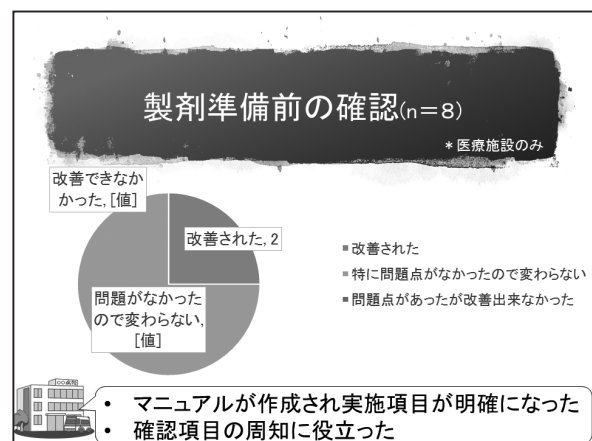 製剤準備前の確認(n＝8)
＊医療施設のみ
改善できなか
かった, [値]
改善された, 2
問題がなかった
ので変わらない,
[値]
■改善された
■特に問題点がなかったので変わらない
■問題点があったが改善出来なかった
○○病院
• マニュアルが作成され実施項目が明確になった
• 確認項目の周知に役立った